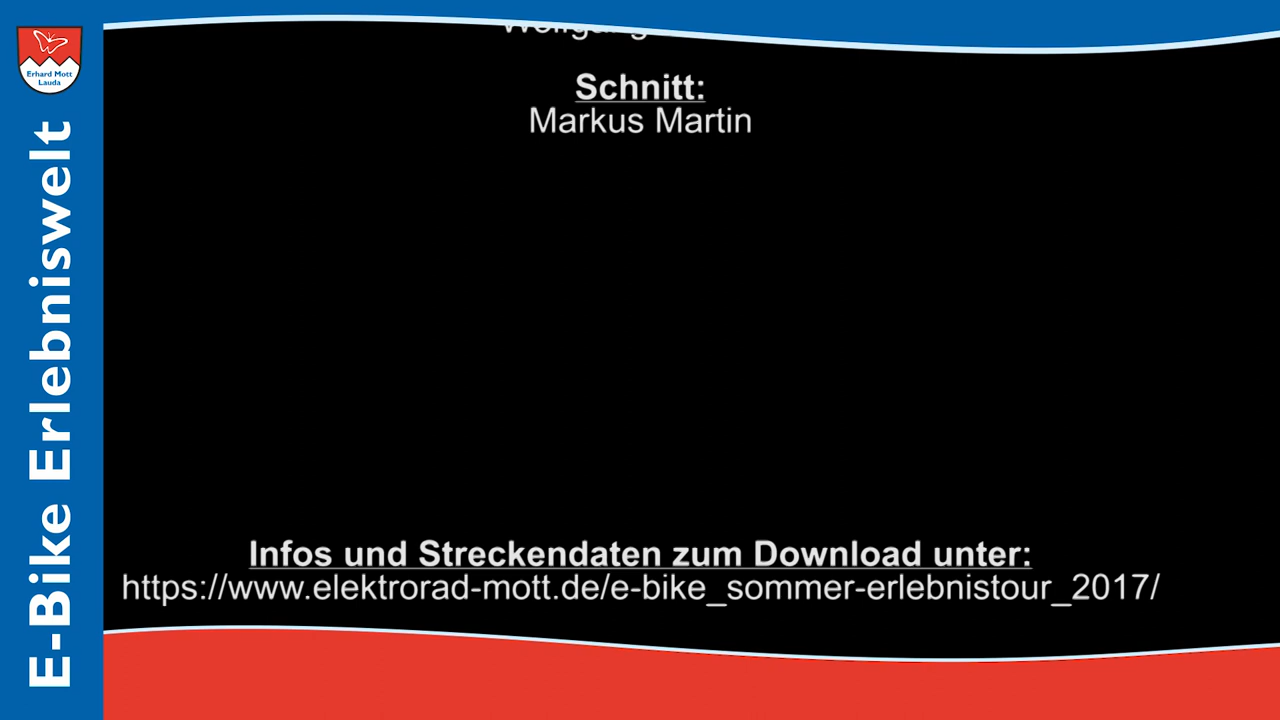 Erhard Mott
Lauda
E-Bike Erlebniswelt
Wolfgang
Schnitt:
Markus Martin
Infos und Streckendaten zum Download unter:
https://www.elektrorad-mott.de/e-bike_sommer-erlebnistour_2017/